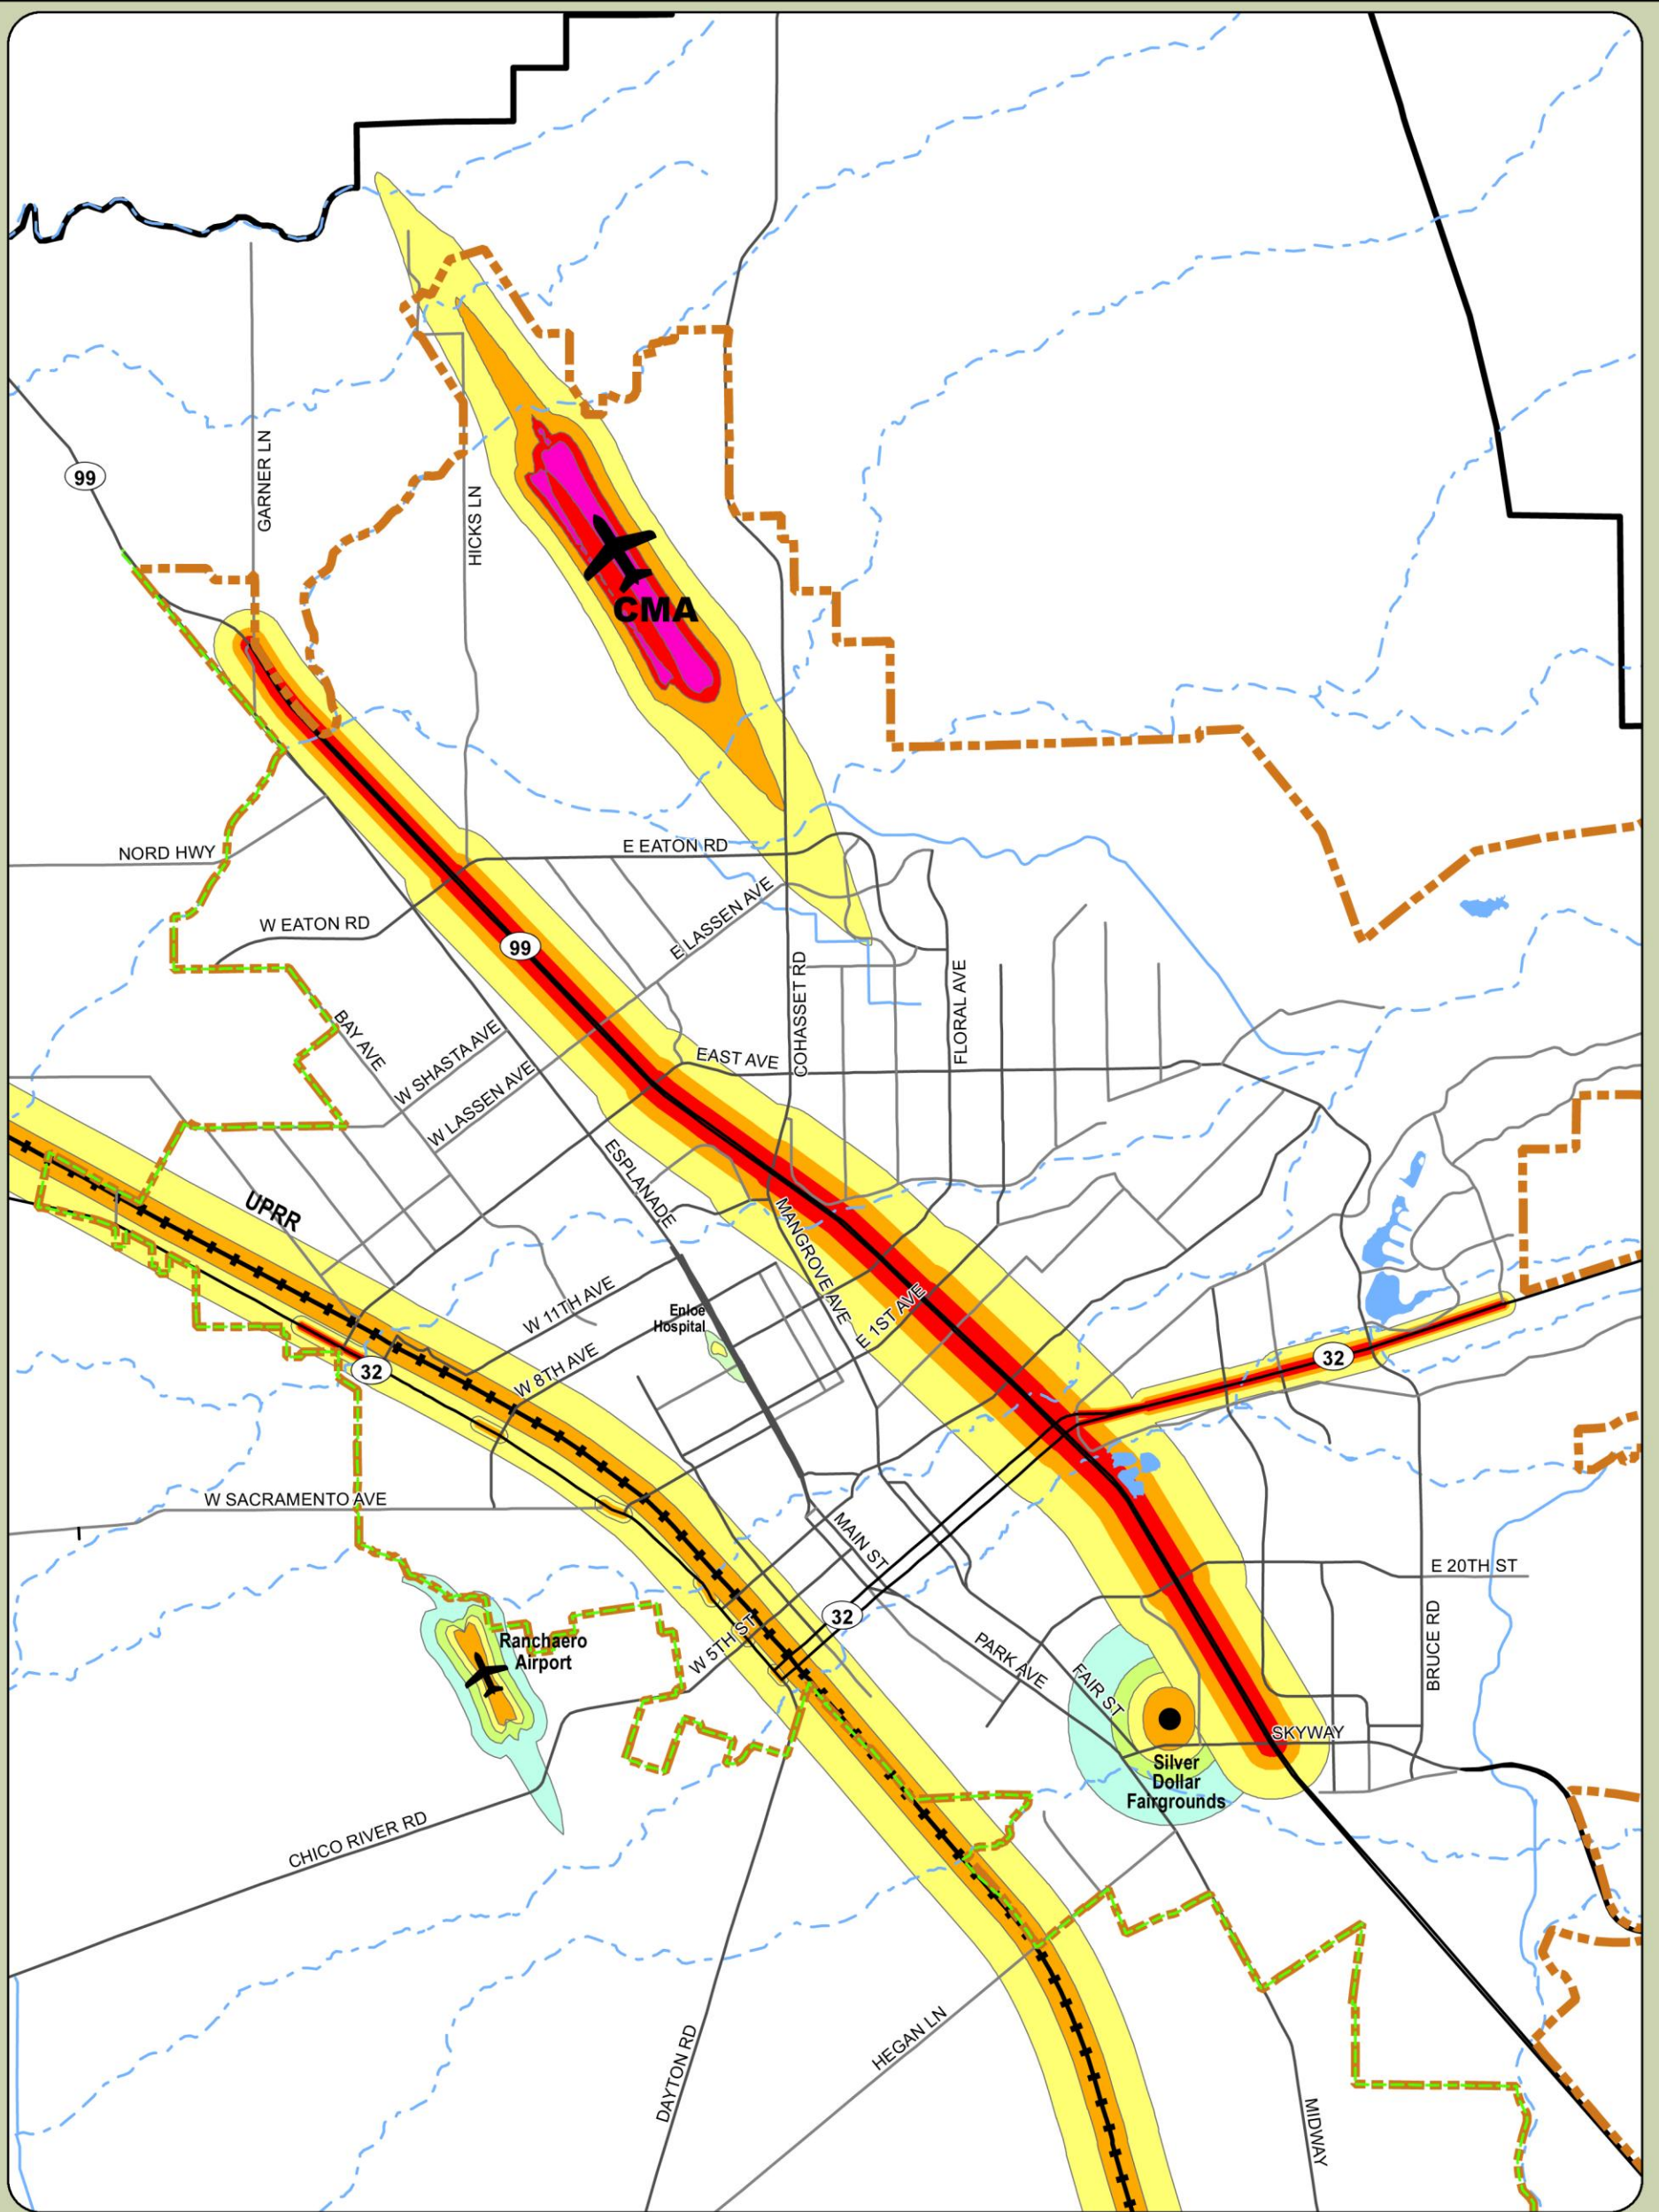 99
GARNER LN
HICKS LN
CMA
NORD HWY
E EATON RD
W EATON RD
99
E LASSEN AVE
COHASSET RD
FLORAL AVE
BAY AVE
W SHASTA AVE
W LASSEN AVE
EAST AVE
ESPLANADE
UPRR
MANGROVE AVE
W 11TH AVE
Enloe
Hospital
E 1ST AVE
W 8TH AVE
32
32
W SACRAMENTO AVE
MAIN ST
E 20TH ST
32
W 5TH ST
Ranchaero
Airport
PARK AVE
FAIR ST
BRUCE RD
SKYWAY
Silver
Dollar
Fairgrounds
CHICO RIVER RD
DAYTON RD
HEGAN LN
MIDWAY